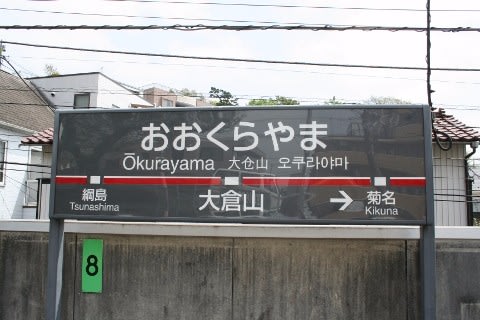 おおくらやま
Ōkurayama 大仓山 오쿠라야마
綱島 大倉山 → 菊名
Tsunashima Kikuna
8